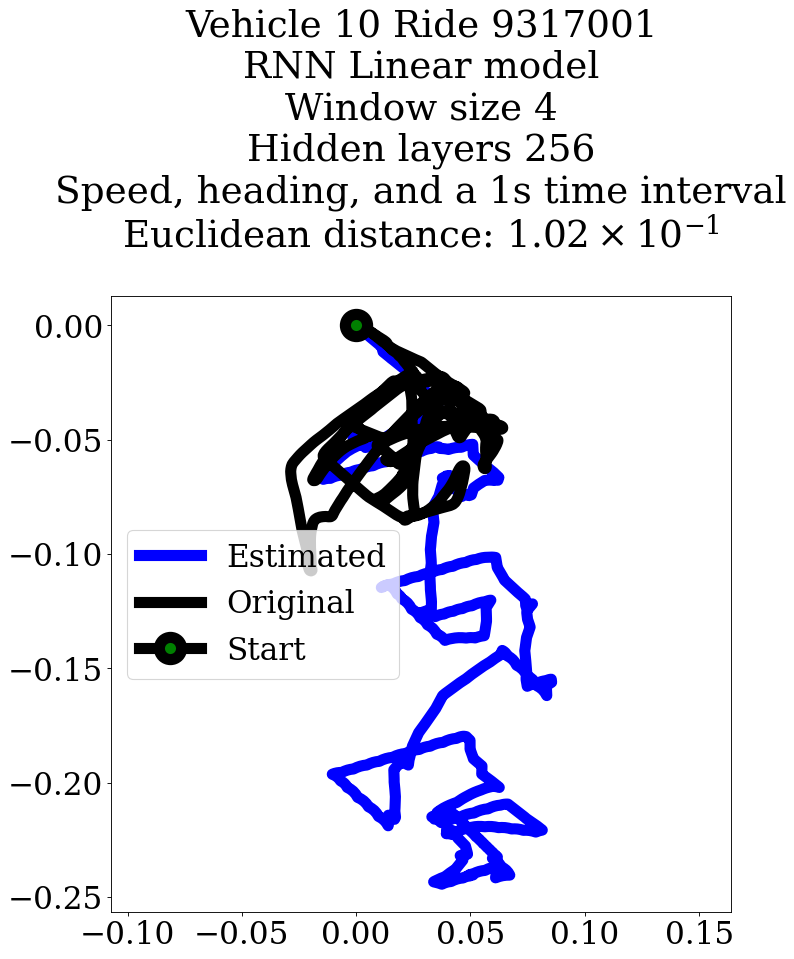 Vehicle 10 Ride 9317001
RNN Linear model
Window size 4
Hidden layers 256
Speed, heading, and a 1s time interval
Euclidean distance: 1.02 × 10⁻¹
0.00
−0.05
−0.10
−0.15
−0.20
−0.25
Estimated
Original
Start
−0.10 −0.05 0.00 0.05 0.10 0.15